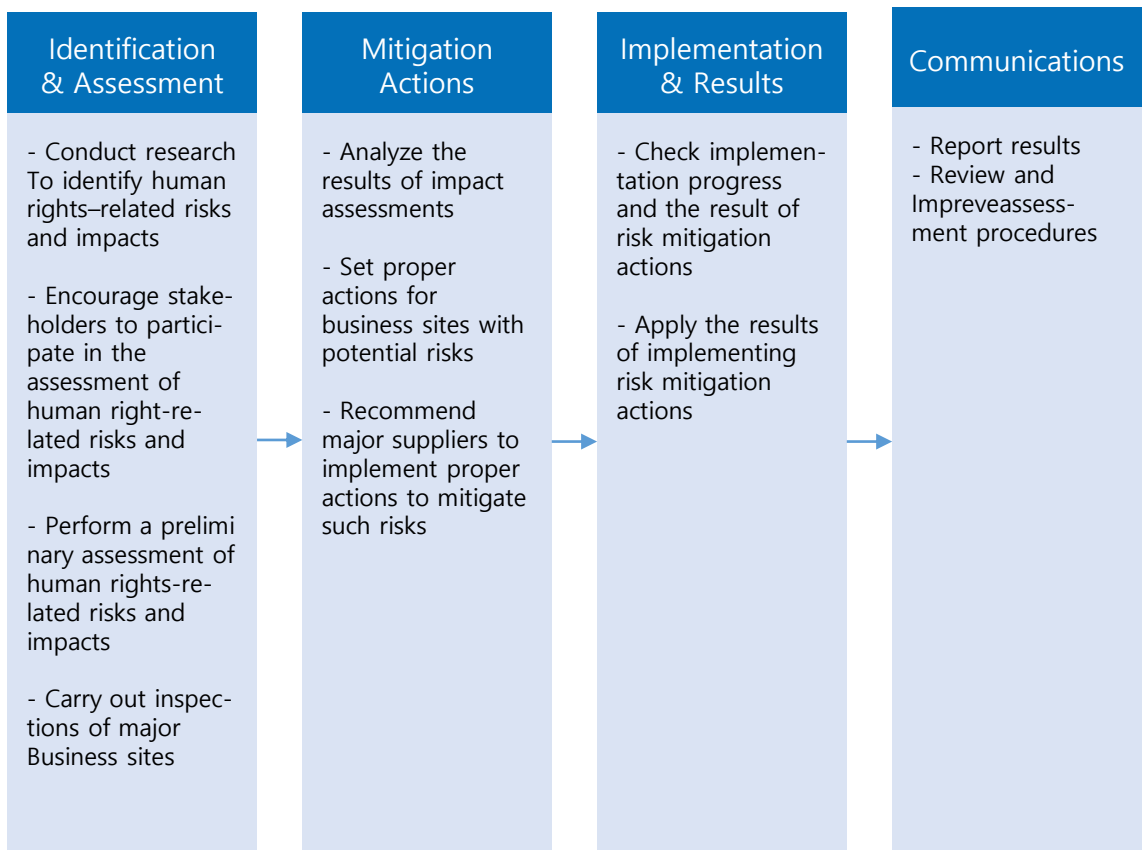 Identification
& Assessment
- Conduct research
To identify human
rights–related risks
and impacts
- Encourage stake-
holders to partici-
pate in the
assessment of
human right-re-
lated risks and
impacts
- Perform a prelimi
nary assessment of
human rights-re-
lated risks and
impacts
- Carry out inspec-
tions of major
Business sites
Mitigation
Actions
- Analyze the
results of impact
assessments
- Set proper
actions for
business sites with
potential risks
- Recommend
major suppliers to
implement proper
actions to mitigate
such risks
Implementation
& Results
- Check implemen-
tation progress
and the result of
risk mitigation
actions
- Apply the results
of implementing
risk mitigation
actions
Communications
- Report results
- Review and
Impreveassess-
ment procedures